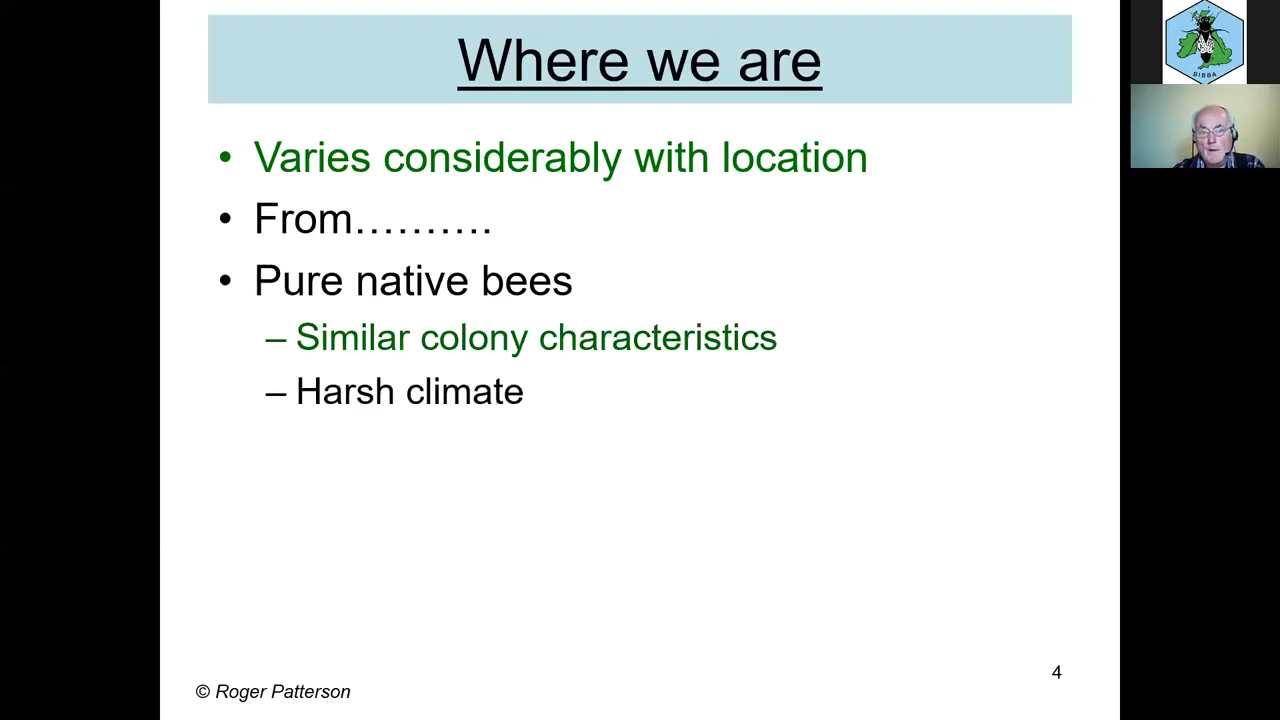 Where we are
BIBBA
• Varies considerably with location
• From……….
• Pure native bees
– Similar colony characteristics
– Harsh climate
4
© Roger Patterson